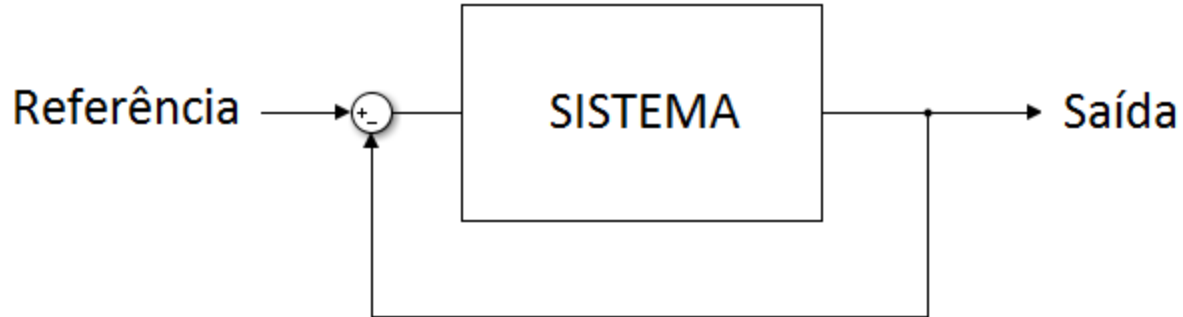 Referência
+
-
SISTEMA
Saída